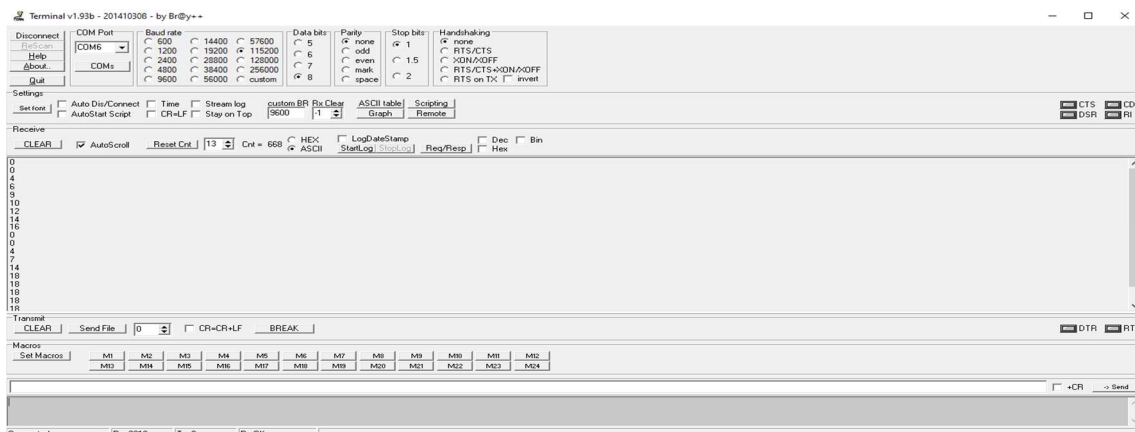 Terminal v1.93b - 201410308 - by Br@y++
Disconnect
ReScan
Help
About..
Quit
COM Port
COM6
COMs
Baud rate
600 14400 57600
1200 19200 115200
2400 28800 128000
4800 38400 256000
9600 56000 custom
Data bits
5
6
7
8
Parity
none
odd
even
mark
space
Stop bits
1
1.5
2
Handshaking
none
RTS/CTS
XON/XOFF
RTS/CTS+XON/XOFF
RTS on TX invert
Settings
Set font
Auto Dis/Connect Time Stream log
AutoStart Script CR=LF Stay on Top
custom BR Rx Clear
9600 -1
ASCII table Scripting
Graph Remote
CTS CD
DSR RI
Receive
CLEAR AutoScroll Reset Cnt 13 Cnt = 668
HEX
ASCII
LogDateStamp
StartLog StopLog Req/Resp
Dec Bin
Hex
0
0
4
6
9
10
12
14
16
0
0
4
7
14
18
18
18
18
18
Transmit
CLEAR Send File 0 CR=CR+LF BREAK
DTR RT
Macros
Set Macros
M1 M2 M3 M4 M5 M6 M7 M8 M9 M10 M11 M12
M13 M14 M15 M16 M17 M18 M19 M20 M21 M22 M23 M24
+CR -> Send